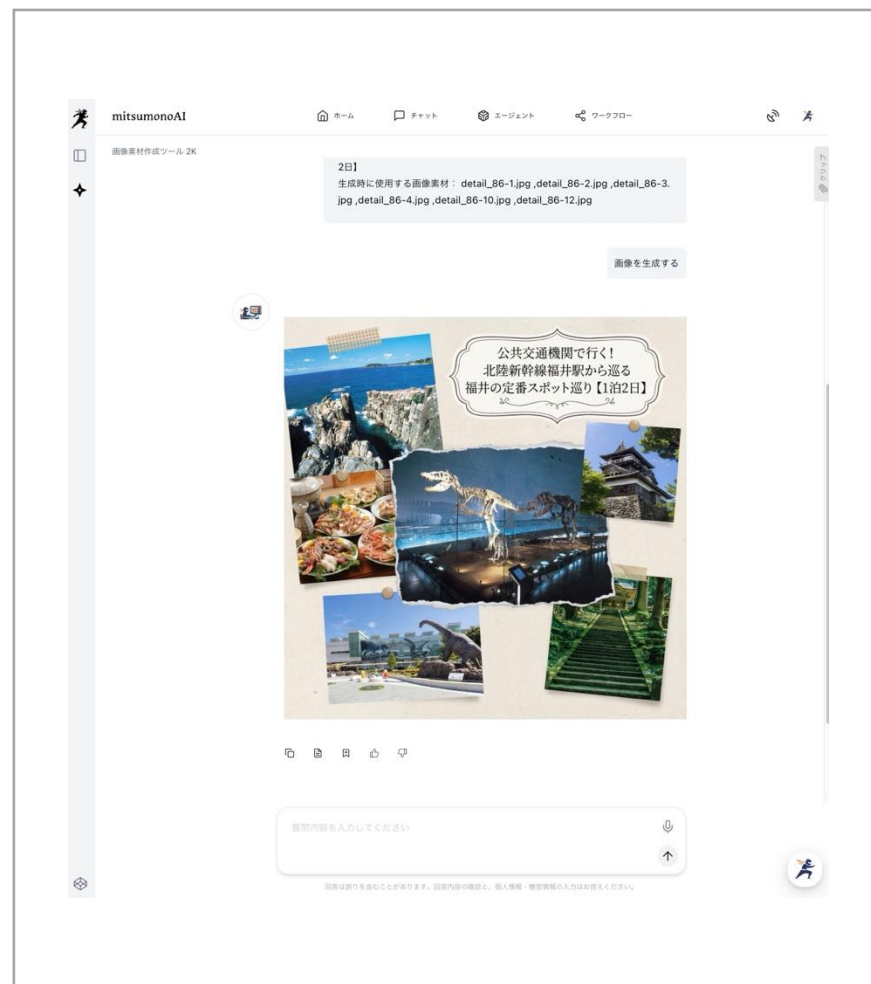 mitsumonoAI
ホーム
チャット
エージェント
ワークフロー
画像素材作成ツール 2K
クリップ
2日】
生成時に使用する画像素材： detail_86-1.jpg ,detail_86-2.jpg ,detail_86-3.
jpg ,detail_86-4.jpg ,detail_86-10.jpg ,detail_86-12.jpg
画像を生成する
公共交通機関で行く！
北陸新幹線福井駅から巡る
福井の定番スポット巡り【1泊2日】
質問内容を入力してください
回答は誤りを含むことがあります。回答内容の確認と、個人情報・機密情報の入力はお控えください。